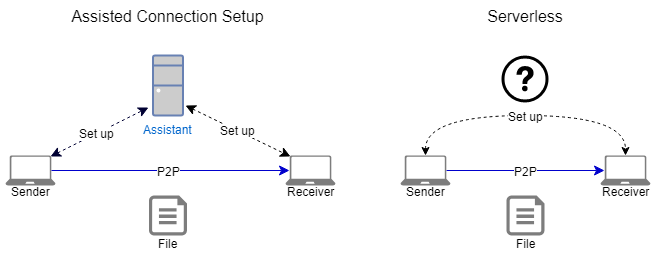 Assisted Connection Setup
Serverless
?
Set up
Assistant
Set up
Set up
P2P
P2P
Sender
Receiver
Sender
Receiver
File
File